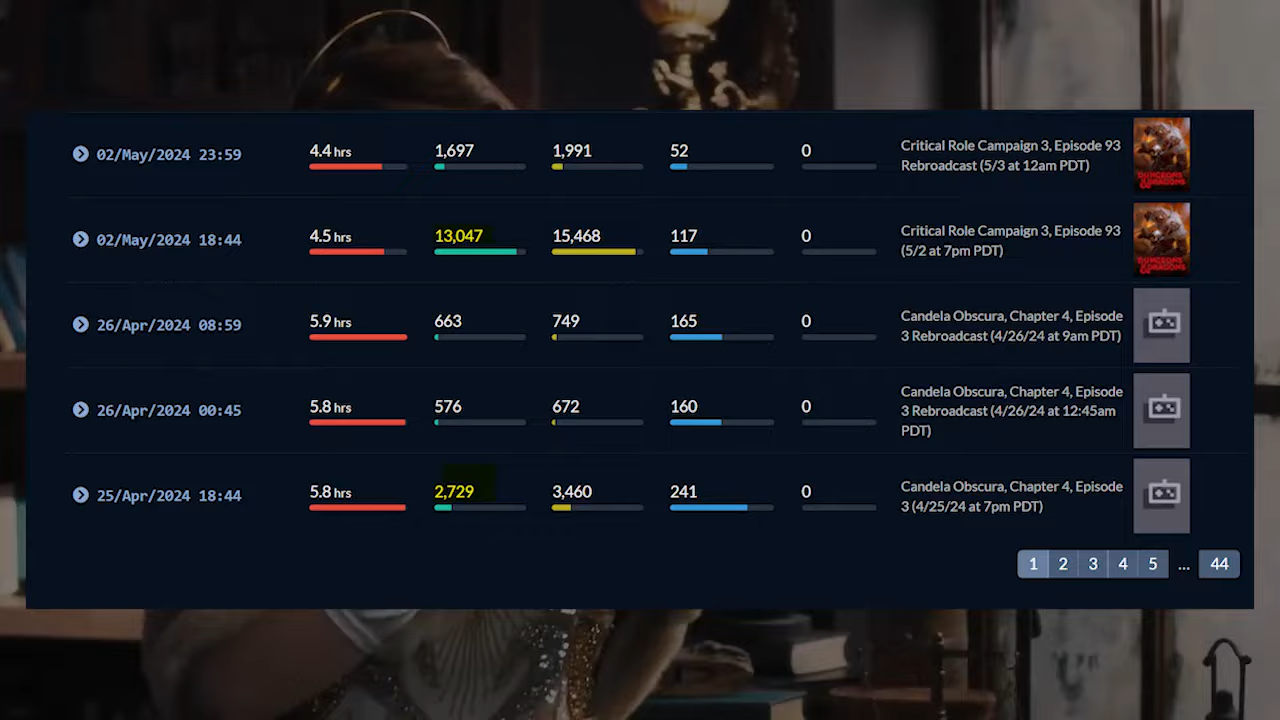 02/May/2024 23:59 4.4 hrs 1,697 1,991 52 0 Critical Role Campaign 3, Episode 93
Rebroadcast (5/3 at 12am PDT)
DUNGEONS
& DRAGONS
02/May/2024 18:44 4.5 hrs 13,047 15,468 117 0 Critical Role Campaign 3, Episode 93
(5/2 at 7pm PDT)
DUNGEONS
& DRAGONS
26/Apr/2024 08:59 5.9 hrs 663 749 165 0 Candela Obscura, Chapter 4, Episode
3 Rebroadcast (4/26/24 at 9am PDT)
26/Apr/2024 00:45 5.8 hrs 576 672 160 0 Candela Obscura, Chapter 4, Episode
3 Rebroadcast (4/26/24 at 12:45am
PDT)
25/Apr/2024 18:44 5.8 hrs 2,729 3,460 241 0 Candela Obscura, Chapter 4, Episode
3 (4/25/24 at 7pm PDT)
1 2 3 4 5 ... 44